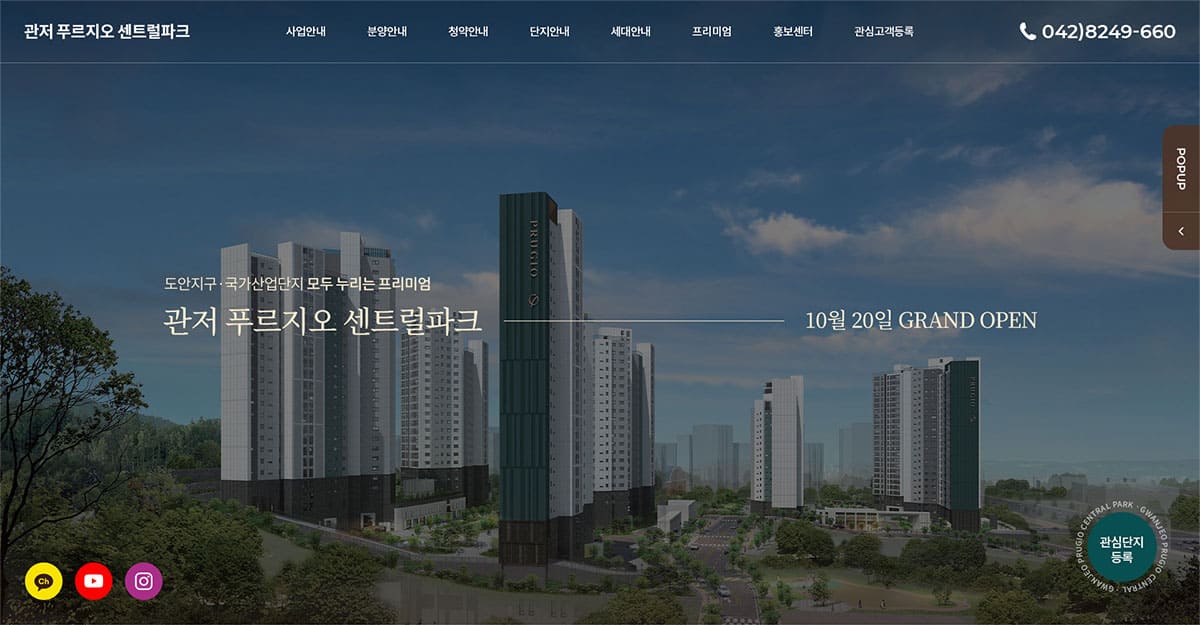 관저 푸르지오 센트럴파크
사업안내
분양안내
청약안내
단지안내
세대안내
프리미엄
홍보센터
관심고객등록
042)8249-660
POPUP
PRUGIO
도안지구·국가산업단지 모두 누리는 프리미엄
관저 푸르지오 센트럴파크
10월 20일 GRAND OPEN
PRUGIO
Ch
GWANJEO PRUGIO CENTRAL PARK · GWANJEO PRUGIO CENTRAL ·
관심단지
등록